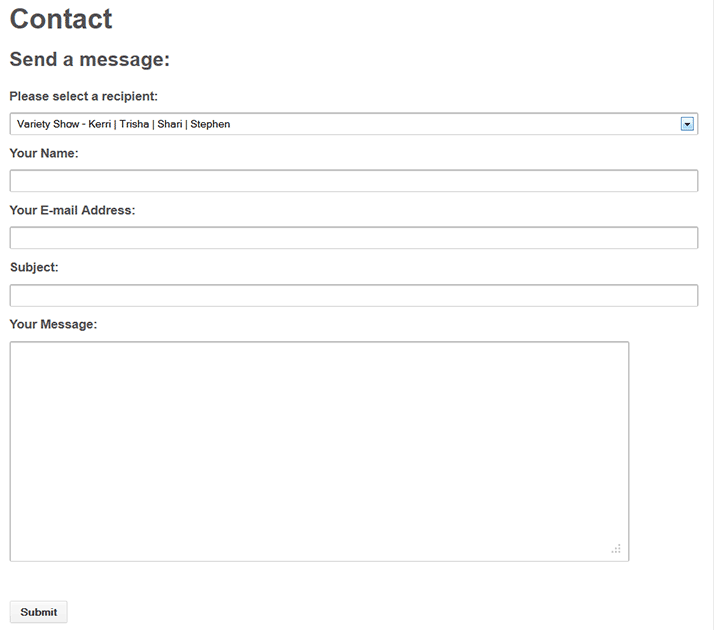 Contact
Send a message:
Please select a recipient:
Variety Show - Kerri | Trisha | Shari | Stephen
Your Name:
Your E-mail Address:
Subject:
Your Message:
Submit